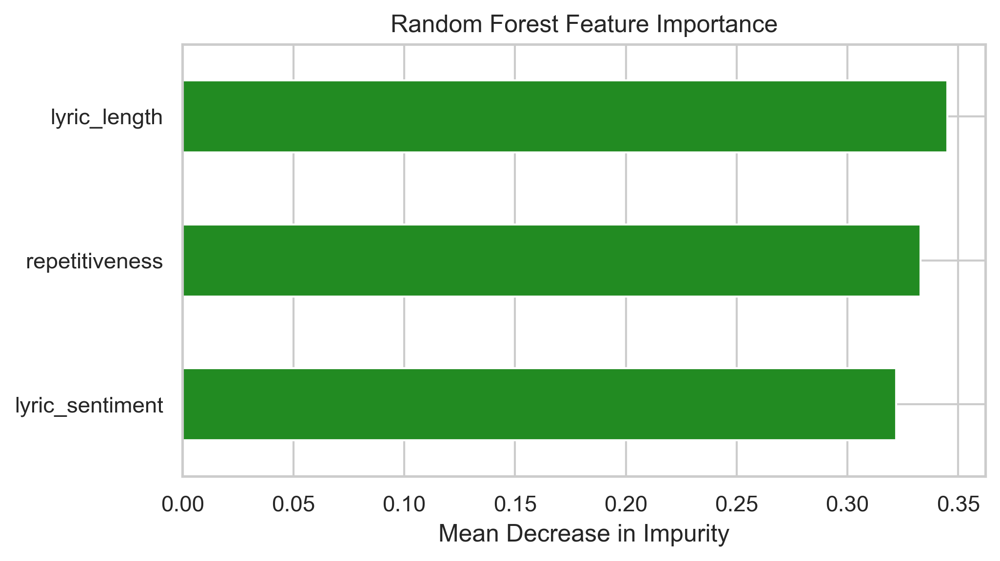 Random Forest Feature Importance
lyric_length
repetitiveness
lyric_sentiment
0.00 0.05 0.10 0.15 0.20 0.25 0.30 0.35
Mean Decrease in Impurity